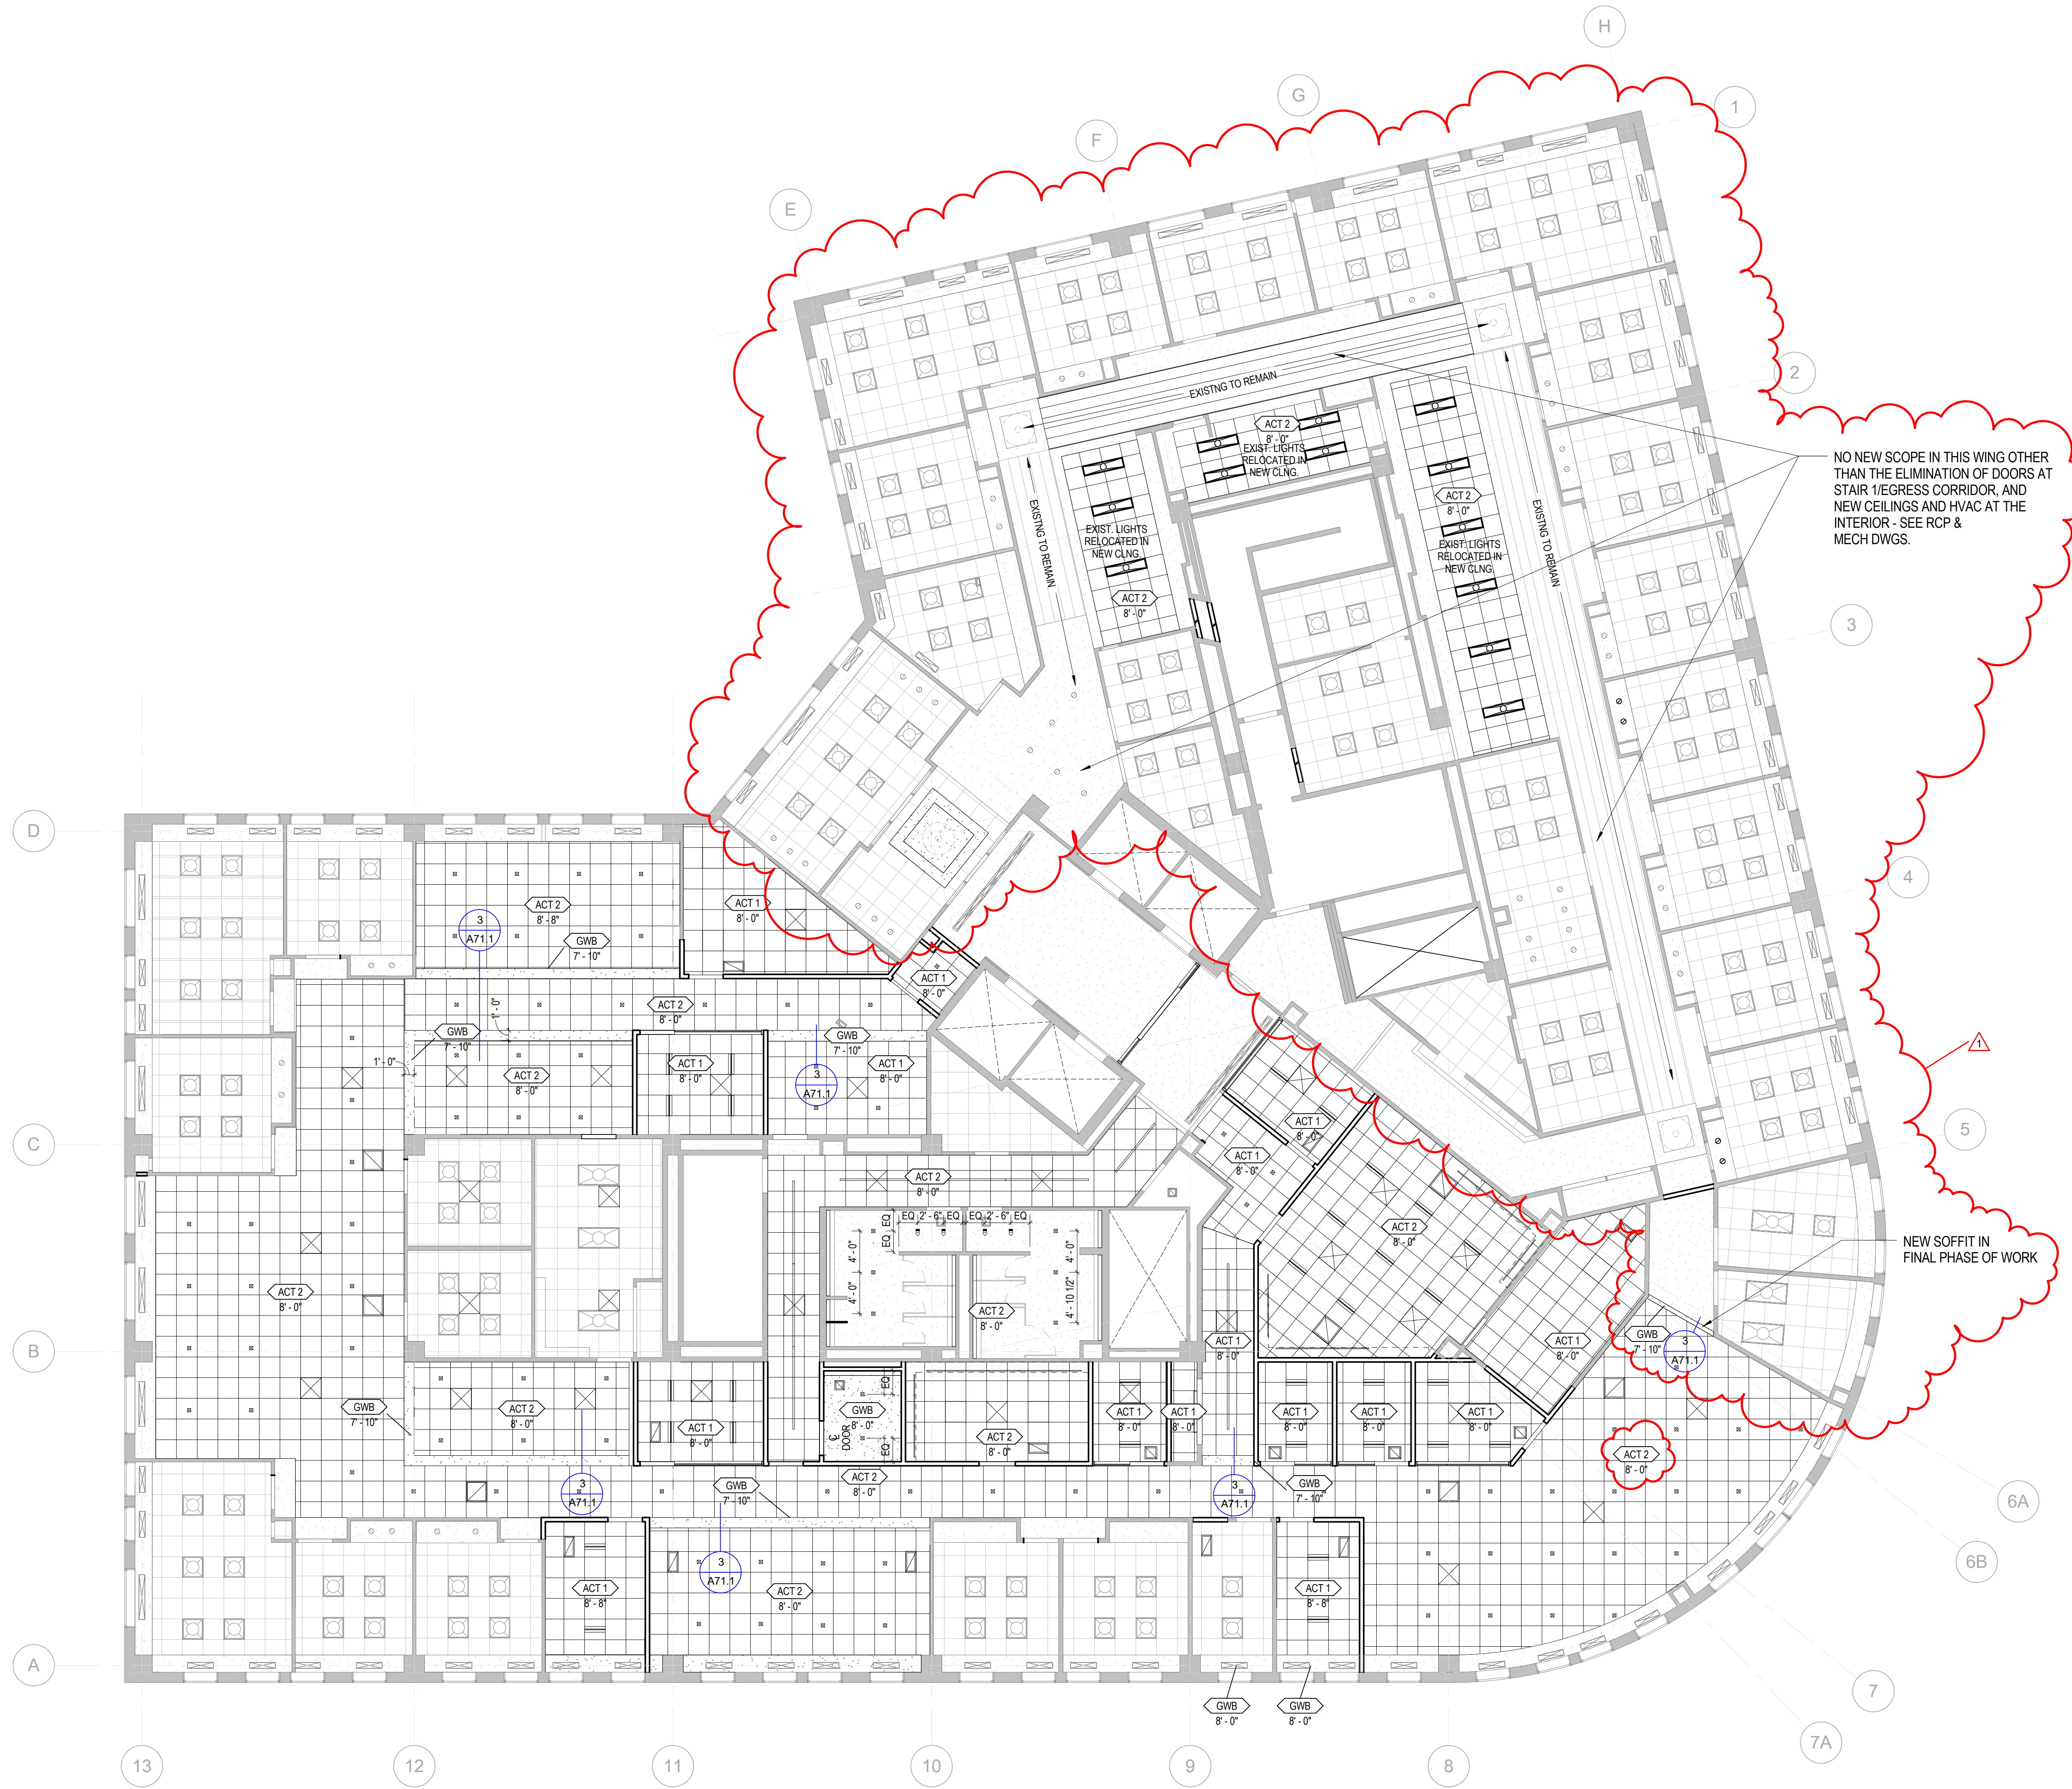 H
G
1
F
E
2
EXISTNG TO REMAIN
ACT 2
8' - 0"
EXIST. LIGHTS
RELOCATED IN
NEW CLNG.
NO NEW SCOPE IN THIS WING OTHER
THAN THE ELIMINATION OF DOORS AT
STAIR 1/EGRESS CORRIDOR, AND
NEW CEILINGS AND HVAC AT THE
INTERIOR - SEE RCP &
MECH DWGS.
EXISTNG TO REMAIN
EXIST. LIGHTS
RELOCATED IN
NEW CLNG.
ACT 2
8' - 0"
ACT 2
8' - 0"
EXIST. LIGHTS
RELOCATED IN
NEW CLNG.
EXISTNG TO REMAIN
3
D
4
ACT 2
8' - 8"
3
A71.1
GWB
7' - 10"
ACT 1
8' - 0"
ACT 1
8' - 0"
ACT 2
8' - 0"
1' - 0"
GWB
7' - 10"
1' - 0"
ACT 2
8' - 0"
ACT 1
8' - 0"
GWB
7' - 10"
ACT 1
8' - 0"
3
A71.1
1
C
5
ACT 1
8' - 0"
ACT 1
8' - 0"
ACT 2
8' - 0"
EQ
2' - 6"
EQ
EQ
2' - 6"
EQ
EQ
EQ
4' - 0"
4' - 0"
4' - 0"
4' - 10 1/2"
ACT 2
8' - 0"
ACT 2
8' - 0"
NEW SOFFIT IN
FINAL PHASE OF WORK
ACT 2
8' - 0"
B
ACT 1
8' - 0"
ACT 1
8' - 0"
GWB
7' - 10"
3
A71.1
GWB
7' - 10"
ACT 2
8' - 0"
ACT 1
8' - 0"
EQ
GWB
8' - 0"
CL
DOOR
EQ
ACT 2
8' - 0"
ACT 1
8' - 0"
ACT 1
8' - 0"
ACT 1
8' - 0"
ACT 1
8' - 0"
ACT 1
8' - 0"
ACT 2
8' - 0"
ACT 2
8' - 0"
GWB
7' - 10"
GWB
7' - 10"
3
A71.1
3
A71.1
6A
3
A71.1
ACT 1
8' - 8"
ACT 2
8' - 0"
ACT 1
8' - 8"
6B
A
GWB
8' - 0"
GWB
8' - 0"
7
7A
13
12
11
10
9
8